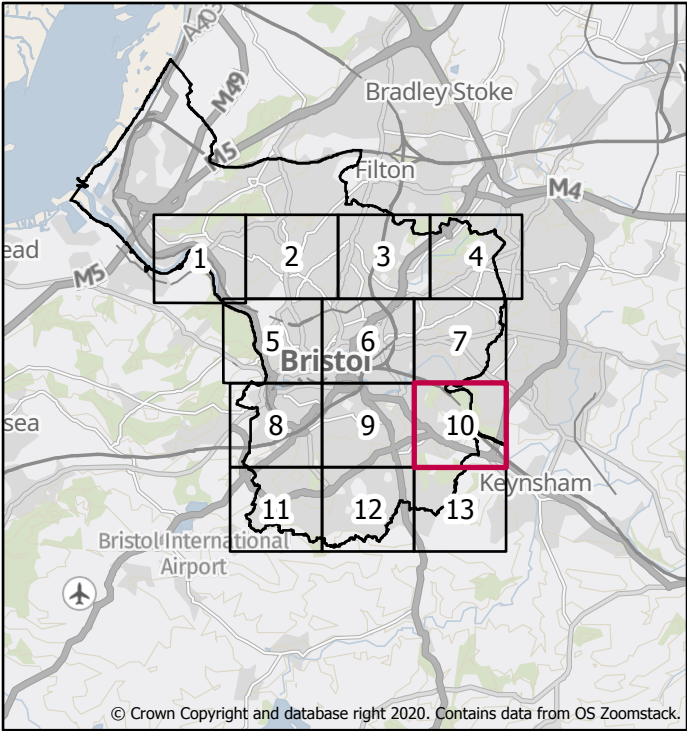 A403
M49
Bradley Stoke
M5
Filton
M4
ead
M5
1
2
3
4
5
6
7
Bristol
sea
8
9
10
Keynsham
11
12
13
Bristol International
Airport
© Crown Copyright and database right 2020. Contains data from OS Zoomstack.